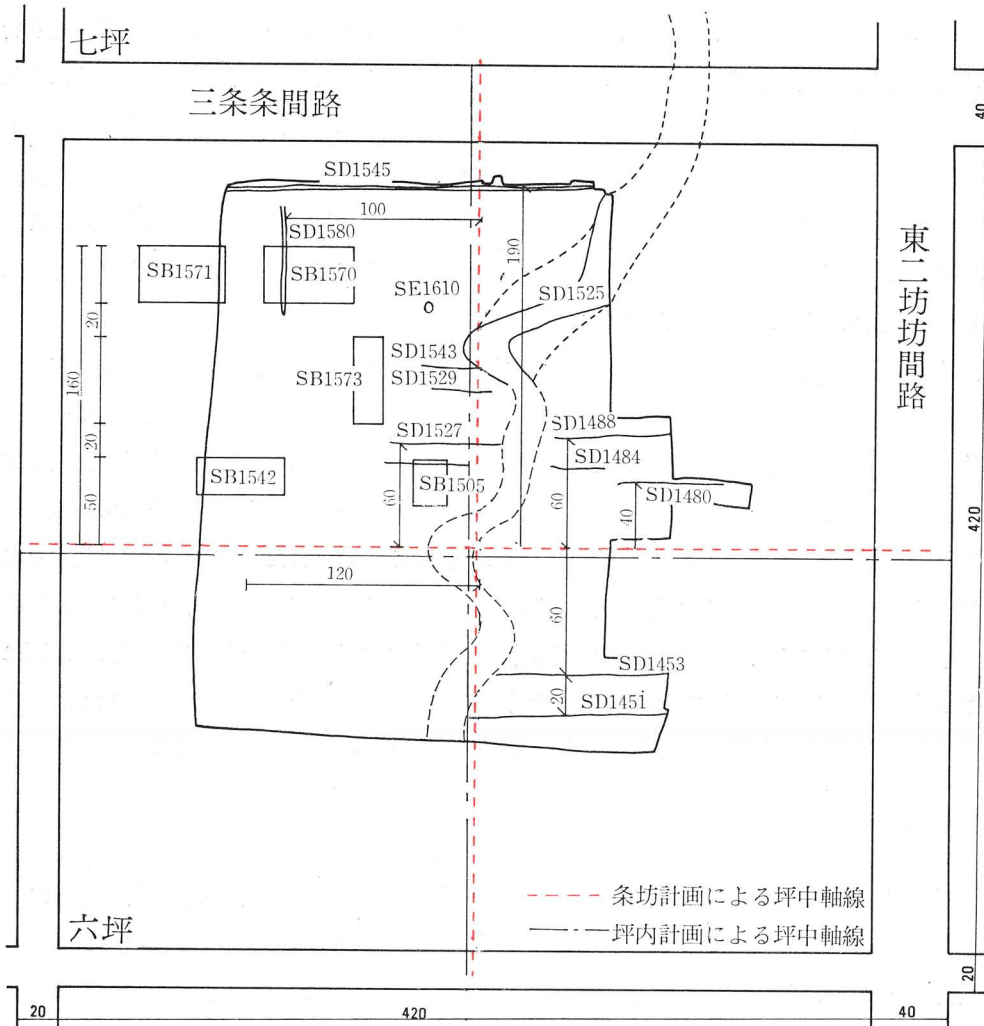 七坪
三条条間路
40
SD1545
100
SD1580
190
東二坊坊間路
SB1571
SB1570
SE1610
SD1525
20
SD1543
SB1573
SD1529
160
SD1527
SD1488
20
SD1484
SB1542
SB1505
SD1480
50
60
60
40
420
120
60
SD1453
20
SD1451
条坊計画による坪中軸線
六坪
坪内計画による坪中軸線
20
20
420
40